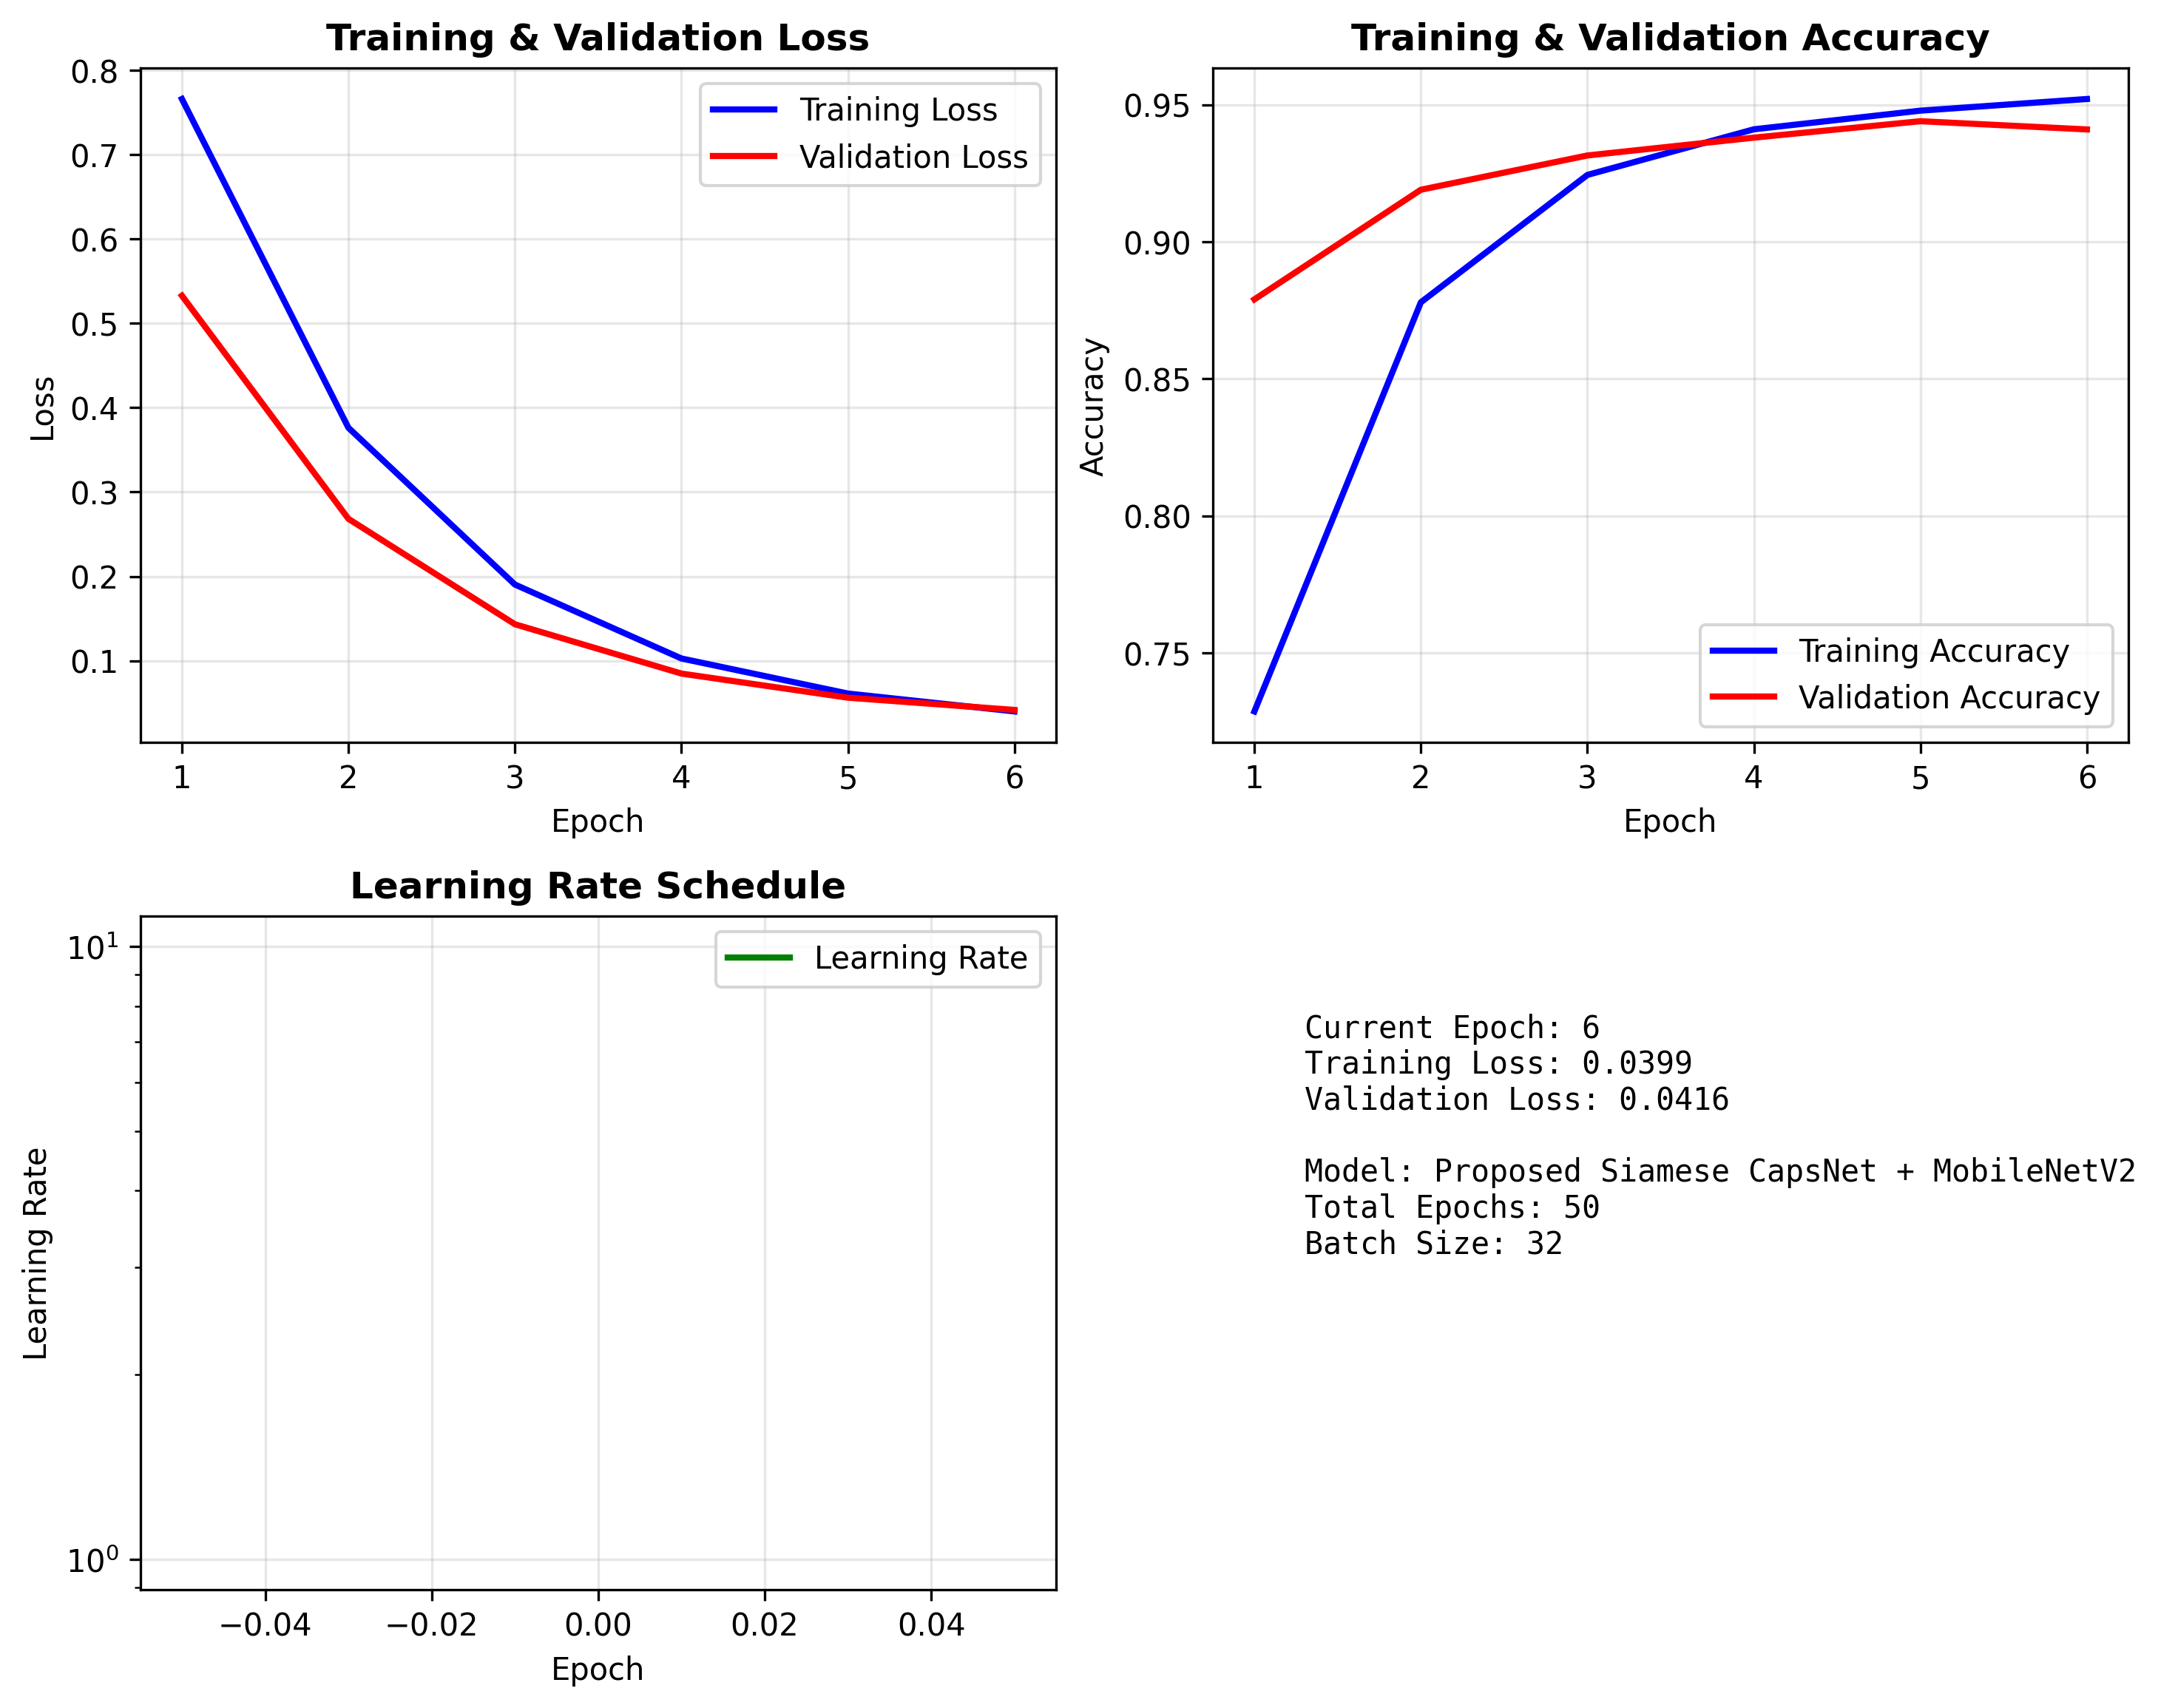 Training & Validation Loss
0.8
0.7
0.6
0.5
0.4
0.3
0.2
0.1
Loss
Training Loss
Validation Loss
1 2 3 4 5 6
Epoch
Training & Validation Accuracy
0.95
0.90
0.85
0.80
0.75
Accuracy
Training Accuracy
Validation Accuracy
1 2 3 4 5 6
Epoch
Learning Rate Schedule
10¹
10⁰
Learning Rate
Learning Rate
−0.04 −0.02 0.00 0.02 0.04
Epoch
Current Epoch: 6
Training Loss: 0.0399
Validation Loss: 0.0416
Model: Proposed Siamese CapsNet + MobileNetV2
Total Epochs: 50
Batch Size: 32